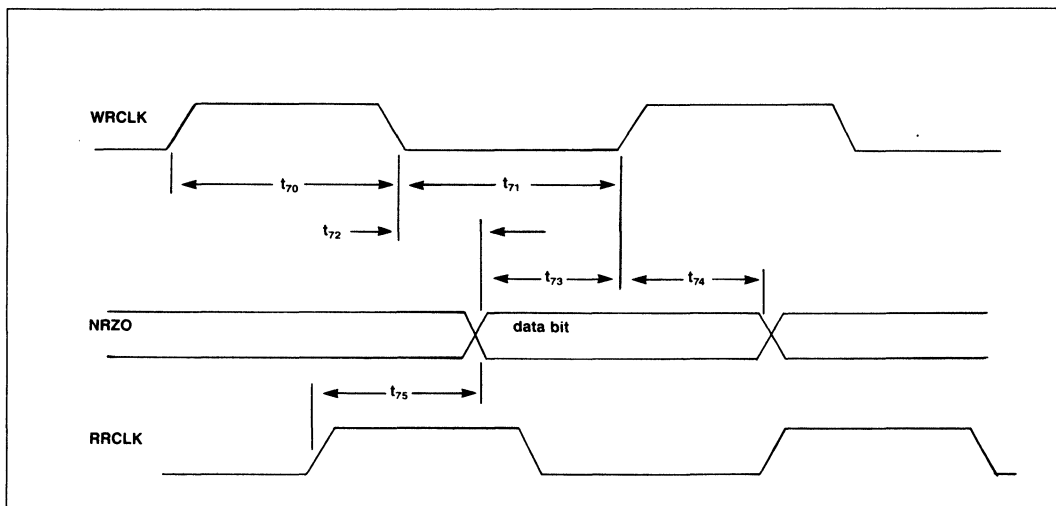 WRCLK
t70
t71
t72
t73
t74
NRZO
data bit
t75
RRCLK